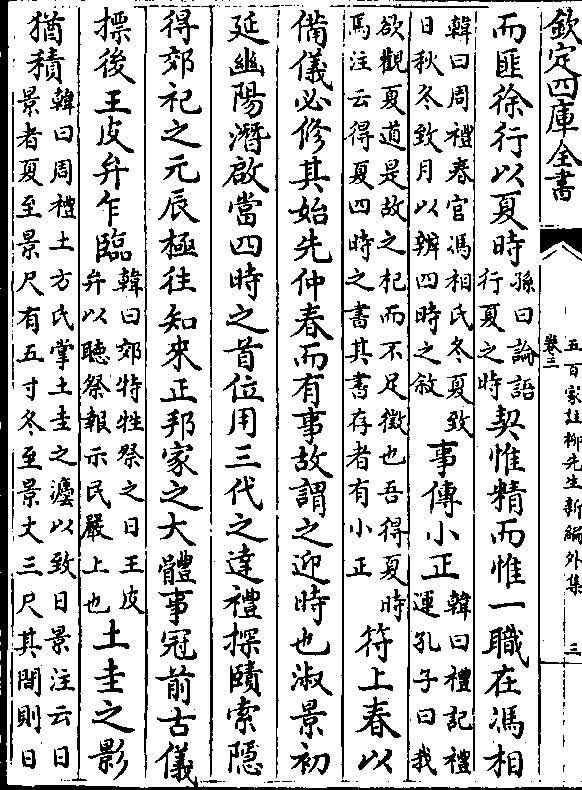 欽定四庫全書
五百家註柳先生新編外集
卷三
三
而匪徐行以夏時孫曰論語行夏之時契惟精而惟一職在馮相
韓曰周禮春官馮相氏冬夏致日秋冬致月以辨四時之敘事傳小正韓曰禮記禮運孔子曰我
欲觀夏道是故之杞而不足徵也吾得夏時焉注云得夏四時之書其書存者有小正符上春以
備儀必修其始先仲春而有事故謂之迎時也淑景初
延幽陽潛啟當四時之首位用三代之達禮探賾索隱
得郊祀之元辰極往知來正邦家之大體事冠前古儀
摽後王皮弁乍臨韓曰郊特牲祭之日王皮弁以聽祭報示民嚴上也土圭之影
猶積韓曰周禮土方氏掌土圭之灋以致日景注云日景者夏至景尺有五寸冬至景丈三尺其間則日